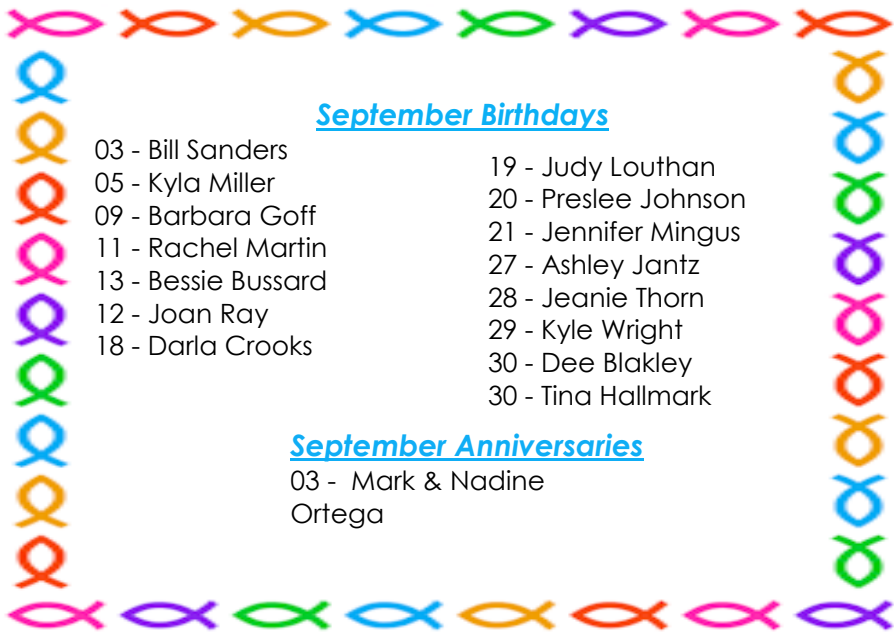 September Birthdays
03 - Bill Sanders
05 - Kyla Miller
09 - Barbara Goff
11 - Rachel Martin
13 - Bessie Bussard
12 - Joan Ray
18 - Darla Crooks
19 - Judy Louthan
20 - Preslee Johnson
21 - Jennifer Mingus
27 - Ashley Jantz
28 - Jeanie Thorn
29 - Kyle Wright
30 - Dee Blakley
30 - Tina Hallmark
September Anniversaries
03 -  Mark & Nadine
Ortega